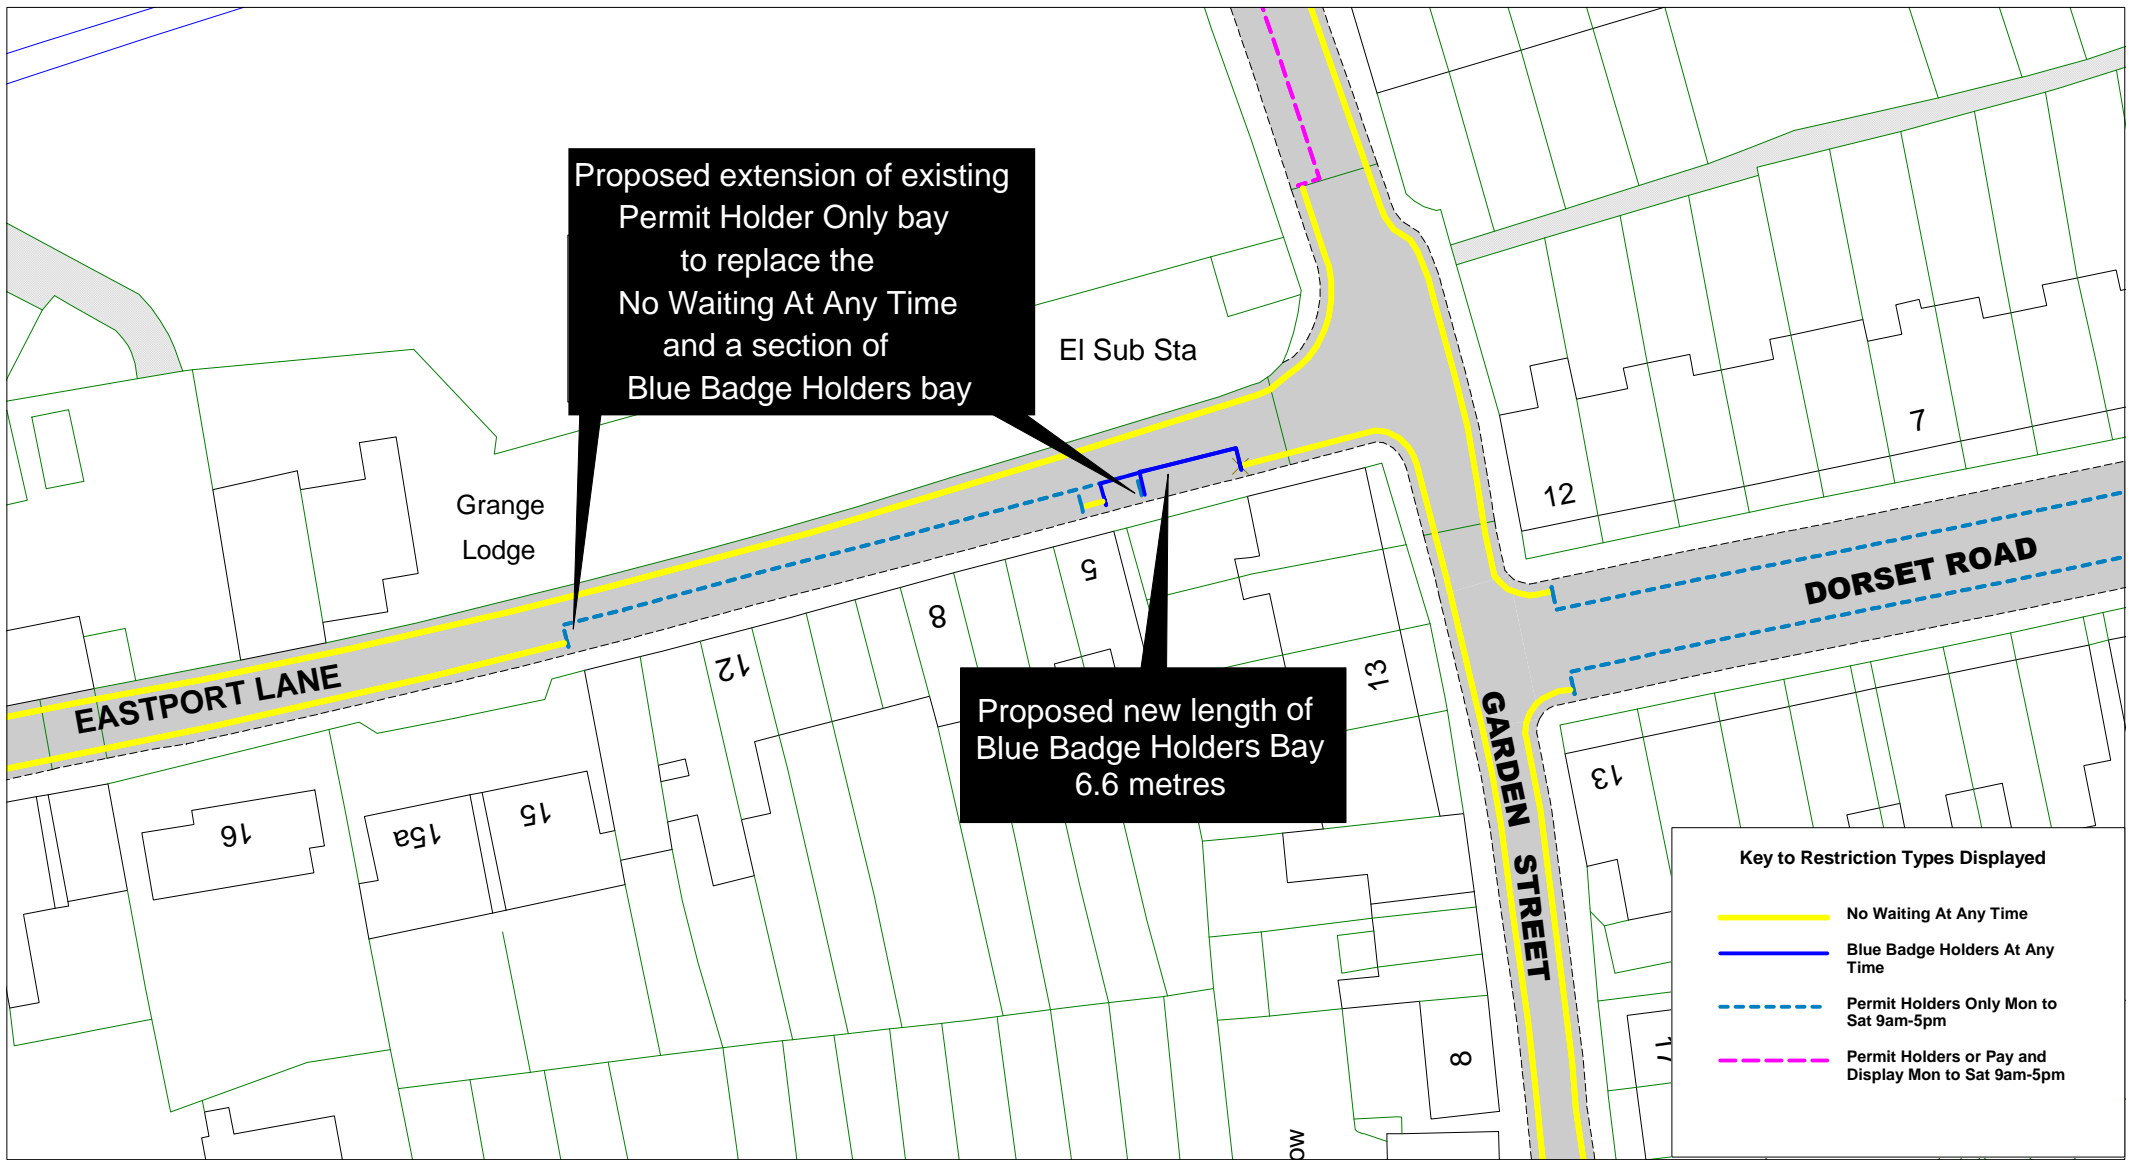 Proposed extension of existing
Permit Holder Only bay
to replace the
No Waiting At Any Time
and a section of
Blue Badge Holders bay
El Sub Sta
Grange
Lodge
7
12
DORSET ROAD
5
8
12
EASTPORT LANE
13
Proposed new length of
Blue Badge Holders Bay
6.6 metres
GARDEN STREET
13
15
15a
16
8
17
Key to Restriction Types Displayed
No Waiting At Any Time
Blue Badge Holders At Any
Time
Permit Holders Only Mon to
Sat 9am-5pm
Permit Holders or Pay and
Display Mon to Sat 9am-5pm